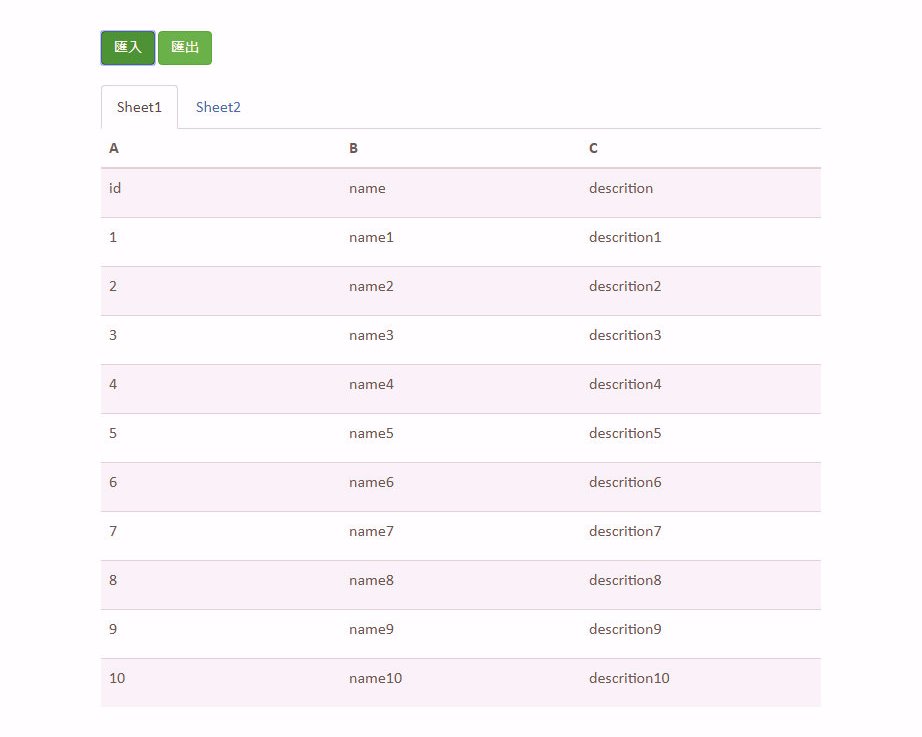 匯入 匯出
Sheet1 Sheet2
A B C
id name descrition
1 name1 descrition1
2 name2 descrition2
3 name3 descrition3
4 name4 descrition4
5 name5 descrition5
6 name6 descrition6
7 name7 descrition7
8 name8 descrition8
9 name9 descrition9
10 name10 descrition10